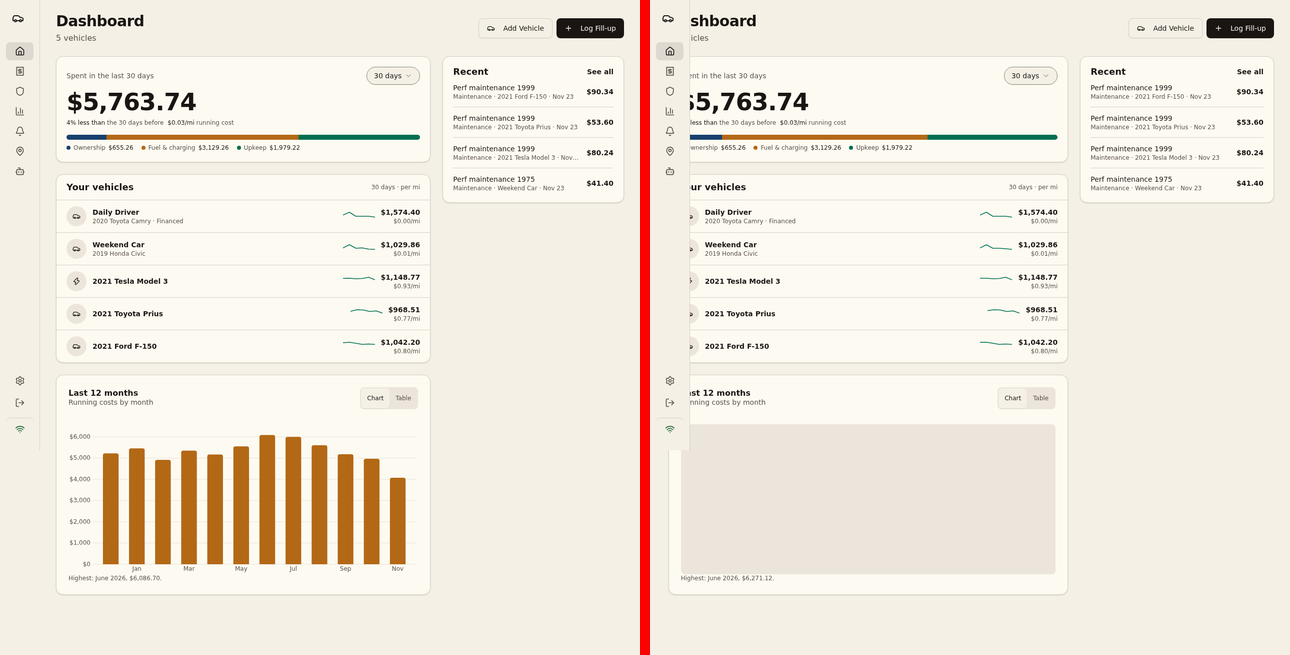 Dashboard
5 vehicles
Add Vehicle
Log Fill-up
Spent in the last 30 days
30 days
$5,763.74
4% less than the 30 days before $0.03/mi running cost
Ownership $655.26 Fuel & charging $3,129.26 Upkeep $1,979.22
Recent
See all
Perf maintenance 1999
Maintenance · 2021 Ford F-150 · Nov 23
$90.34
Perf maintenance 1999
Maintenance · 2021 Toyota Prius · Nov 23
$53.60
Perf maintenance 1999
Maintenance · 2021 Tesla Model 3 · Nov...
$80.24
Perf maintenance 1975
Maintenance · Weekend Car · Nov 23
$41.40
Your vehicles
30 days · per mi
Daily Driver
2020 Toyota Camry · Financed
$1,574.40
$0.00/mi
Weekend Car
2019 Honda Civic
$1,029.86
$0.01/mi
2021 Tesla Model 3
$1,148.77
$0.93/mi
2021 Toyota Prius
$968.51
$0.77/mi
2021 Ford F-150
$1,042.20
$0.80/mi
Last 12 months
Running costs by month
Chart Table
$6,000
$5,000
$4,000
$3,000
$2,000
$1,000
$0
Jan Mar May Jul Sep Nov
Highest: June 2026, $6,086.70.
shboard
icles
Add Vehicle
Log Fill-up
ent in the last 30 days
30 days
5,763.74
less than the 30 days before $0.03/mi running cost
wnership $655.26 Fuel & charging $3,129.26 Upkeep $1,979.22
Recent
See all
Perf maintenance 1999
Maintenance · 2021 Ford F-150 · Nov 23
$90.34
Perf maintenance 1999
Maintenance · 2021 Toyota Prius · Nov 23
$53.60
Perf maintenance 1999
Maintenance · 2021 Tesla Model 3 · Nov 23
$80.24
Perf maintenance 1975
Maintenance · Weekend Car · Nov 23
$41.40
ur vehicles
30 days · per mi
Daily Driver
2020 Toyota Camry · Financed
$1,574.40
$0.00/mi
Weekend Car
2019 Honda Civic
$1,029.86
$0.01/mi
2021 Tesla Model 3
$1,148.77
$0.93/mi
2021 Toyota Prius
$968.51
$0.77/mi
2021 Ford F-150
$1,042.20
$0.80/mi
st 12 months
nning costs by month
Chart Table
Highest: June 2026, $6,271.12.